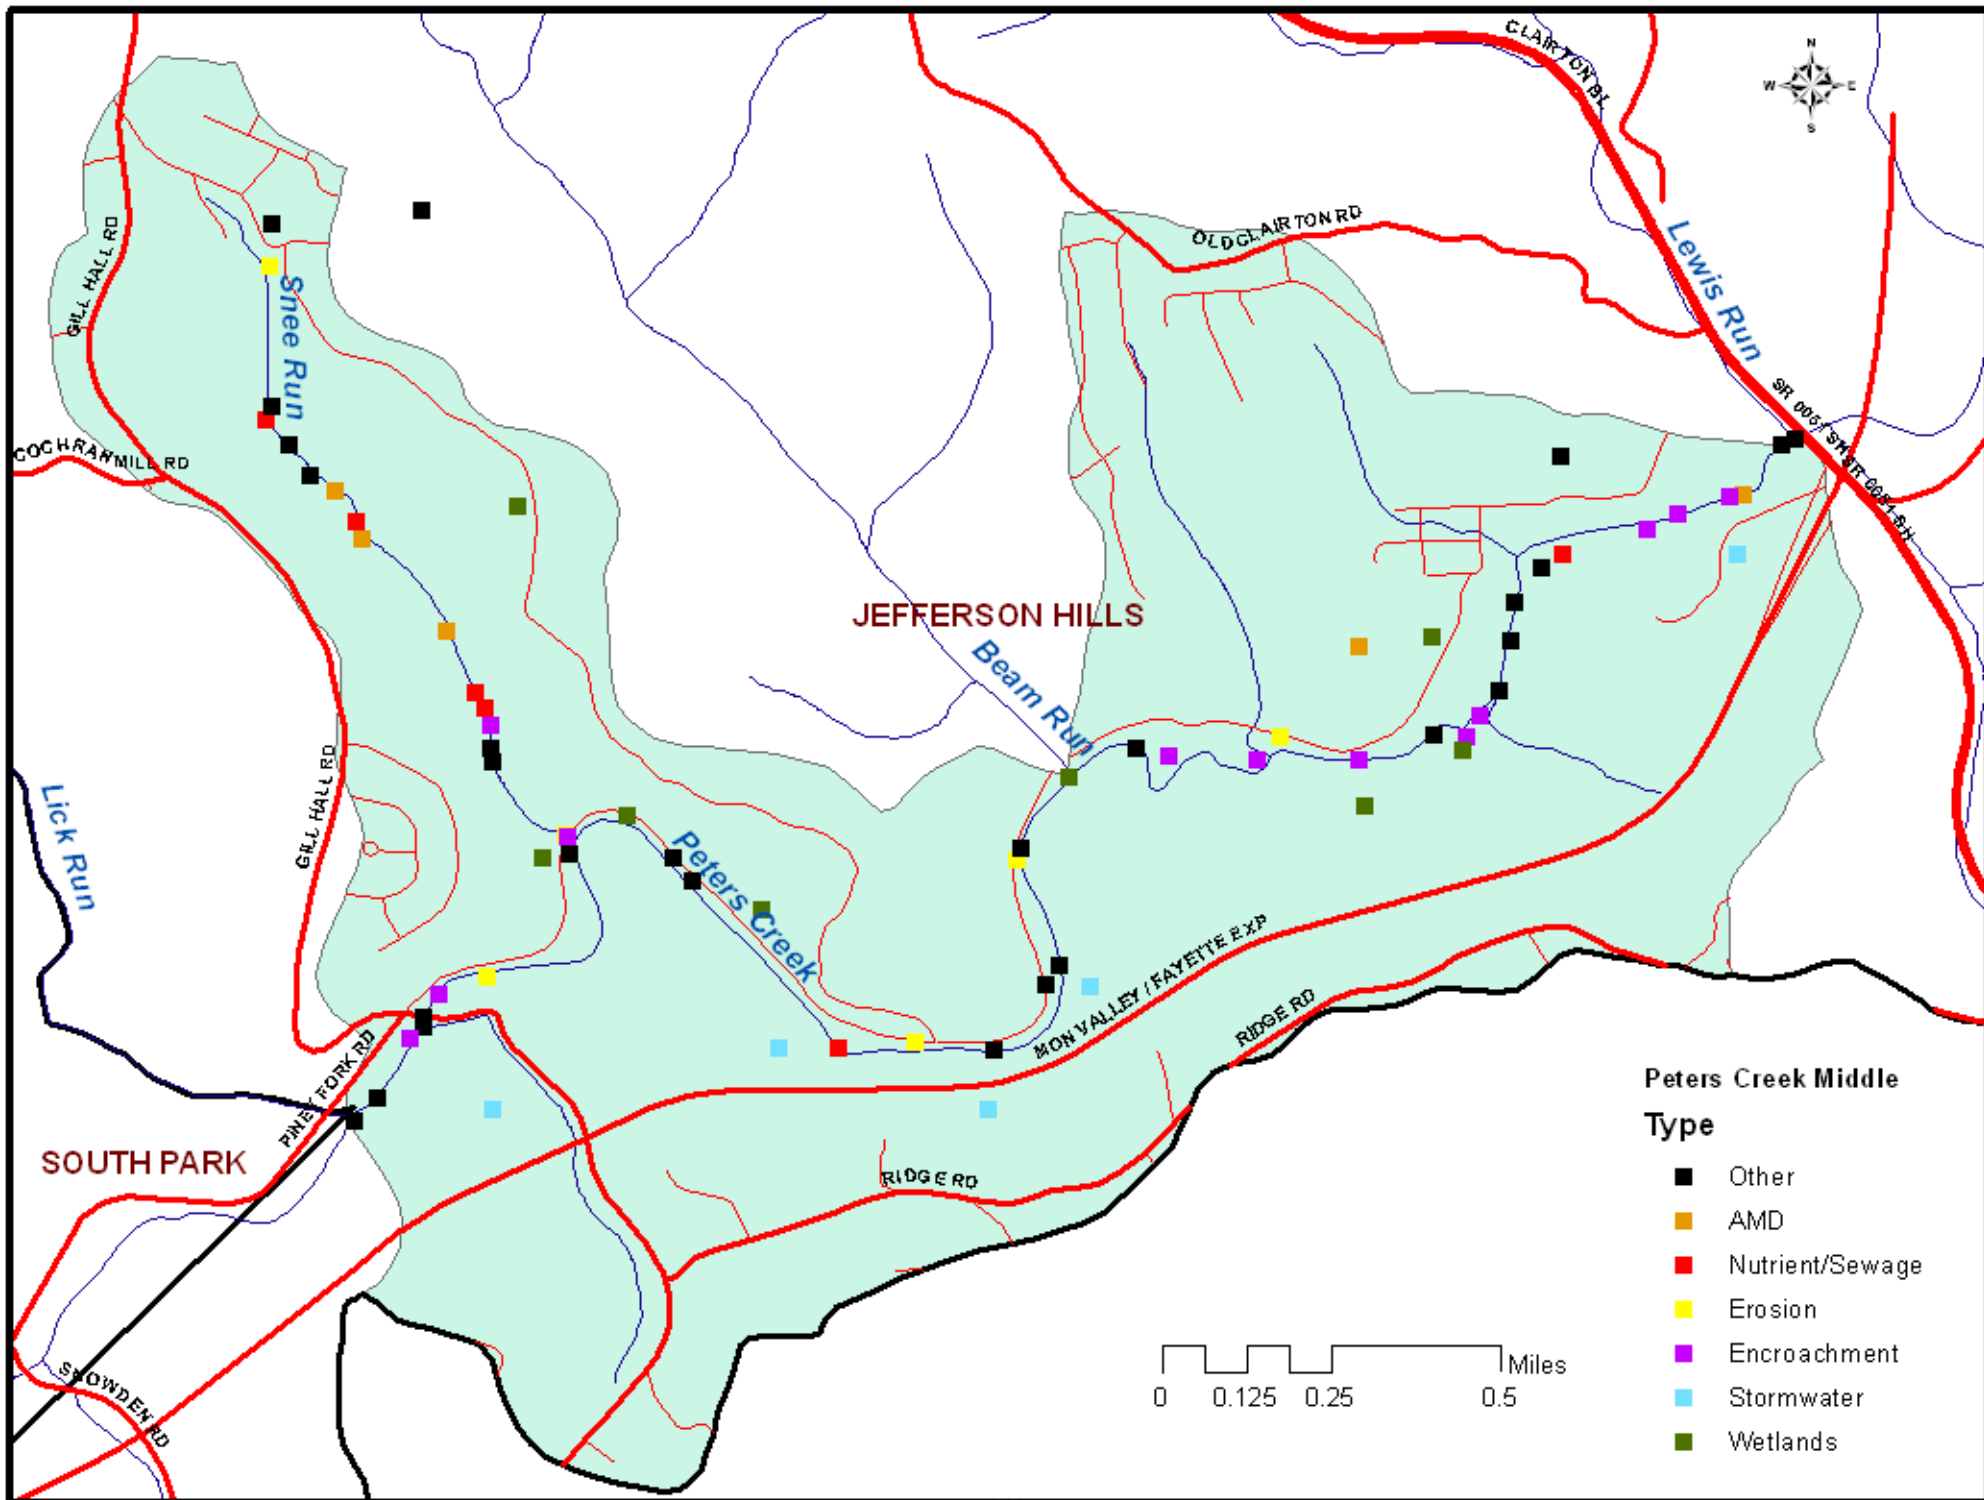 CLAIRTON BL
N
W
E
S
GILL HALL RD
OLD CLAIRTON RD
Lewis Run
Snee Run
SR 0051 SH
SR 0051 SH
COCHRAN MILL RD
JEFFERSON HILLS
Beam Run
GILL HALL RD
Lick Run
Peters Creek
MON VALLEY / FAYETTE EXP
RIDGE RD
PINEY FORK RD
SOUTH PARK
RIDGE RD
SNOWDEN RD
Peters Creek Middle
Type
Other
AMD
Nutrient/Sewage
Erosion
Encroachment
Stormwater
Wetlands
Miles
0 0.125 0.25 0.5